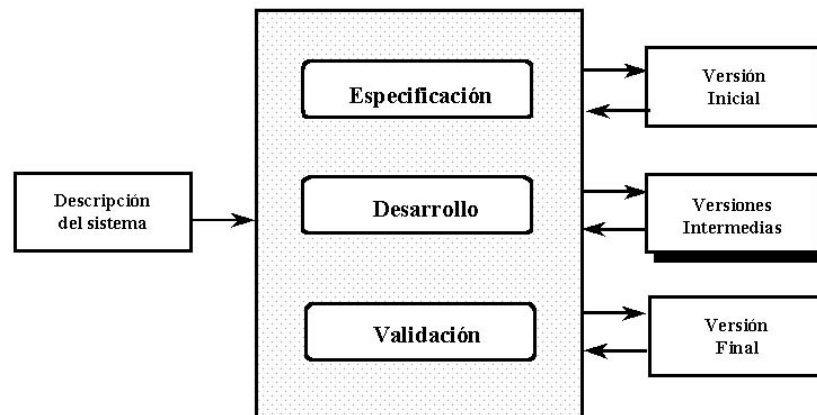 Descripción
del sistema
Especificación
Desarrollo
Validación
Versión
Inicial
Versiones
Intermedias
Versión
Final